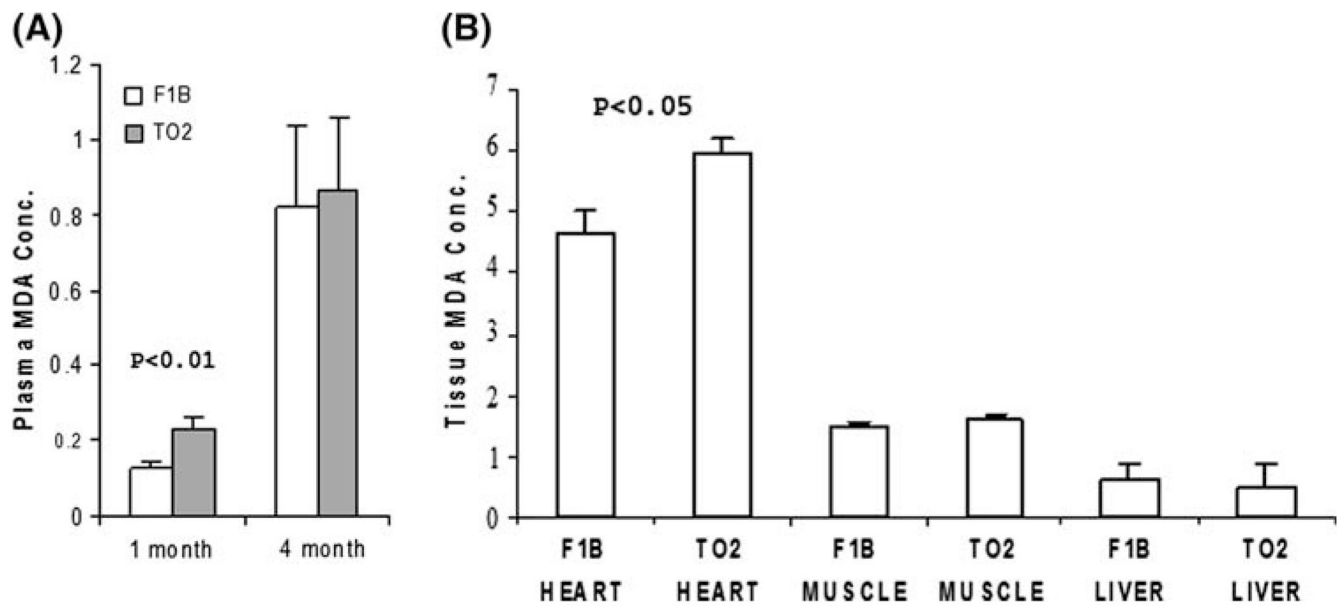 (A)
1.2
1
0.8
0.6
0.4
0.2
0
Plasma MDA Conc.
F1B
TO2
P<0.01
1 month 4 month
(B)
7
6
5
4
3
2
1
0
Tissue MDA Conc.
P<0.05
F1B TO2 F1B TO2 F1B TO2
HEART HEART MUSCLE MUSCLE LIVER LIVER